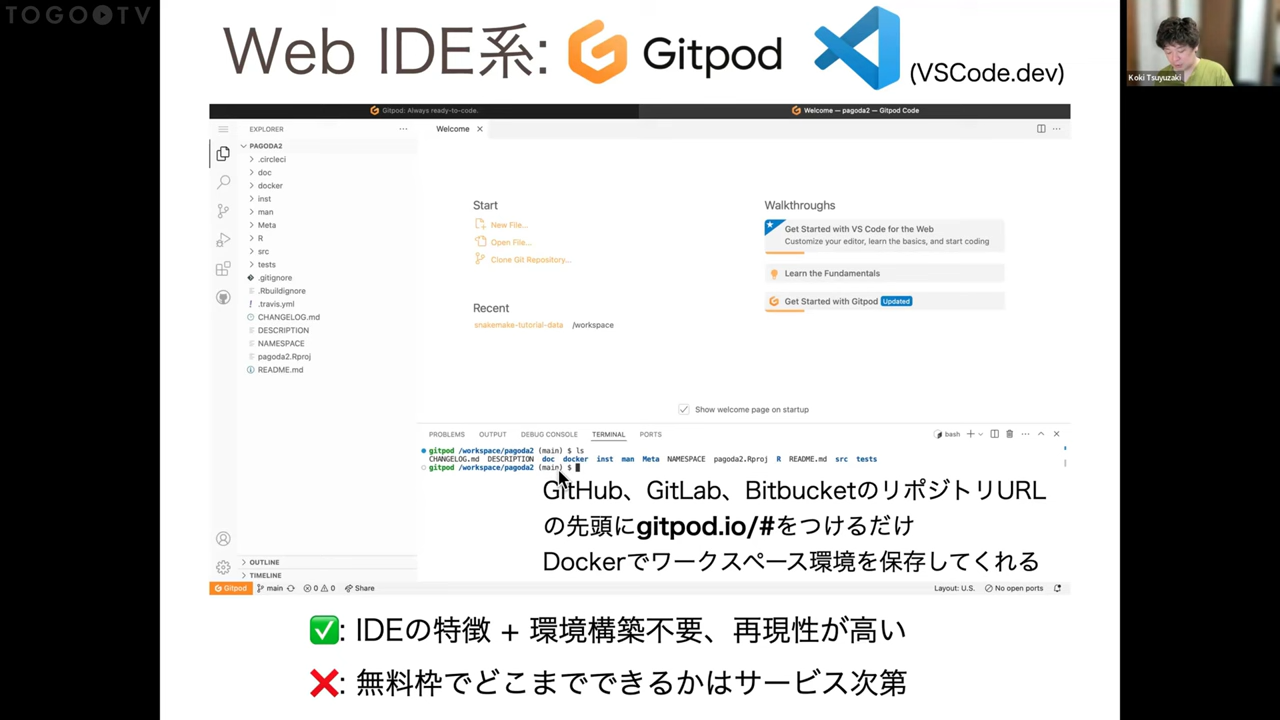 TOGO TV
Web IDE系: Gitpod (VSCode.dev)
Koki Tsuyuzaki
Gitpod: Always ready-to-code.
Welcome — pagoda2 — Gitpod Code
EXPLORER
Welcome
PAGODA2
.circleci
doc
docker
inst
man
Meta
R
src
tests
.gitignore
.Rbuildignore
.travis.yml
CHANGELOG.md
DESCRIPTION
NAMESPACE
pagoda2.Rproj
README.md
OUTLINE
TIMELINE
Start
New File...
Open File...
Clone Git Repository...
Recent
snakemake-tutorial-data /workspace
Walkthroughs
Get Started with VS Code for the Web
Customize your editor, learn the basics, and start coding
Learn the Fundamentals
Get Started with Gitpod Updated
Show welcome page on startup
PROBLEMS OUTPUT DEBUG CONSOLE TERMINAL PORTS
bash
gitpod /workspace/pagoda2 (main) $ ls
CHANGELOG.md DESCRIPTION doc docker inst man Meta NAMESPACE pagoda2.Rproj R README.md src tests
gitpod /workspace/pagoda2 (main) $
GitHub、GitLab、BitbucketのリポジトリURL
の先頭にgitpod.io/#をつけるだけ
Dockerでワークスペース環境を保存してくれる
Gitpod main 0 0 Share Layout: U.S. No open ports
✅: IDEの特徴 + 環境構築不要、再現性が高い
❌: 無料枠でどこまでできるかはサービス次第